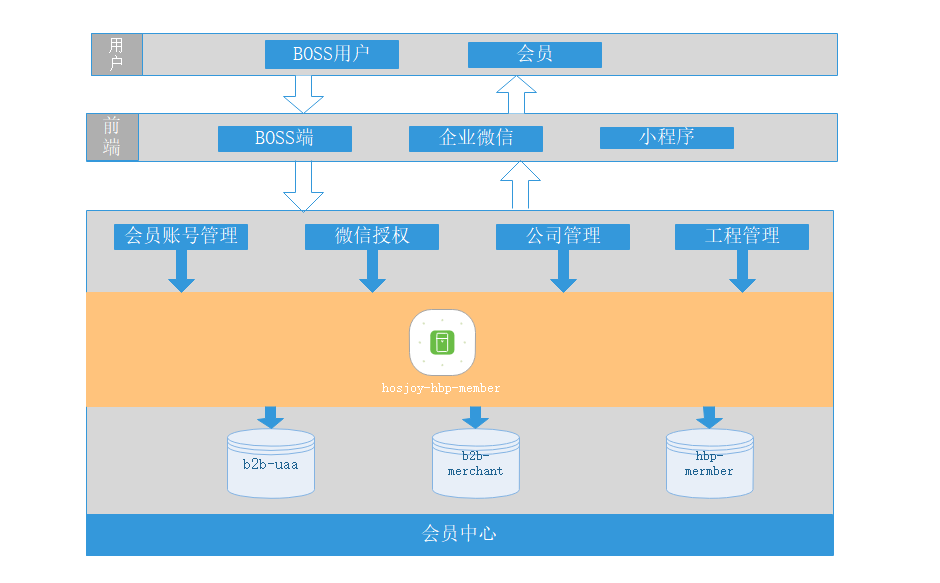 用
户
BOSS用户
会员
前
端
BOSS端
企业微信
小程序
会员账号管理
微信授权
公司管理
工程管理
hosjoy-hbp-member
b2b-uaa
b2b-
merchant
hbp-
mermber
会员中心